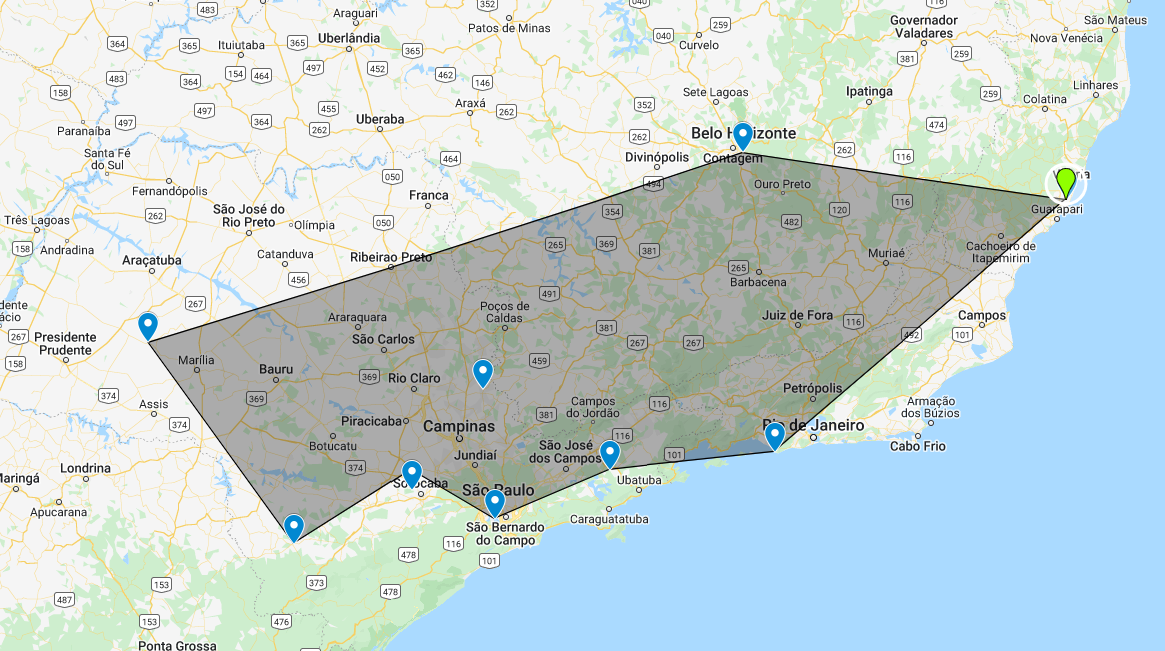 483
Araguari
352
040
116
São Mateus
364
365
Ituiutaba
365
Uberlândia
365
Patos de Minas
040
Curvelo
259
Governador
Valadares
381
259
Nova Venécia
483
158
364
154
464
497
452
462
146
Sete Lagoas
Ipatinga
259
Linhares
Colatina
497
497
364
455
262
Araxá
262
352
Paranaíba
Uberaba
262
Belo Horizonte
Contagem
474
262
116
Santa Fé
do Sul
464
Divinópolis
494
Ouro Preto
Fernandópolis
050
Franca
354
482
120
116
Guarapari
Três Lagoas
262
São José do
Rio Preto
Olímpia
050
158
Andradina
Araçatuba
Catanduva
456
Ribeirao Preto
265
369
381
265
Barbacena
Muriaé
Cachoeiro de
Itapemirim
267
491
Poços de
Caldas
267
Presidente
Prudente
158
Marília
Araraquara
São Carlos
381
267
267
Juiz de Fora
116
492
Campos
101
Bauru
369
Rio Claro
459
374
Assis
374
369
Piracicaba
Campinas
381
Campos
do Jordão
116
Petrópolis
Armação
dos Búzios
Botucatu
374
Jundiaí
São José
dos Campos
116
101
Rio de Janeiro
Cabo Frio
Londrina
Apucarana
Sorocaba
São Paulo
Ubatuba
São Bernardo
do Campo
Caraguatatuba
116
101
478
373
478
153
487
153
476
Ponta Grossa